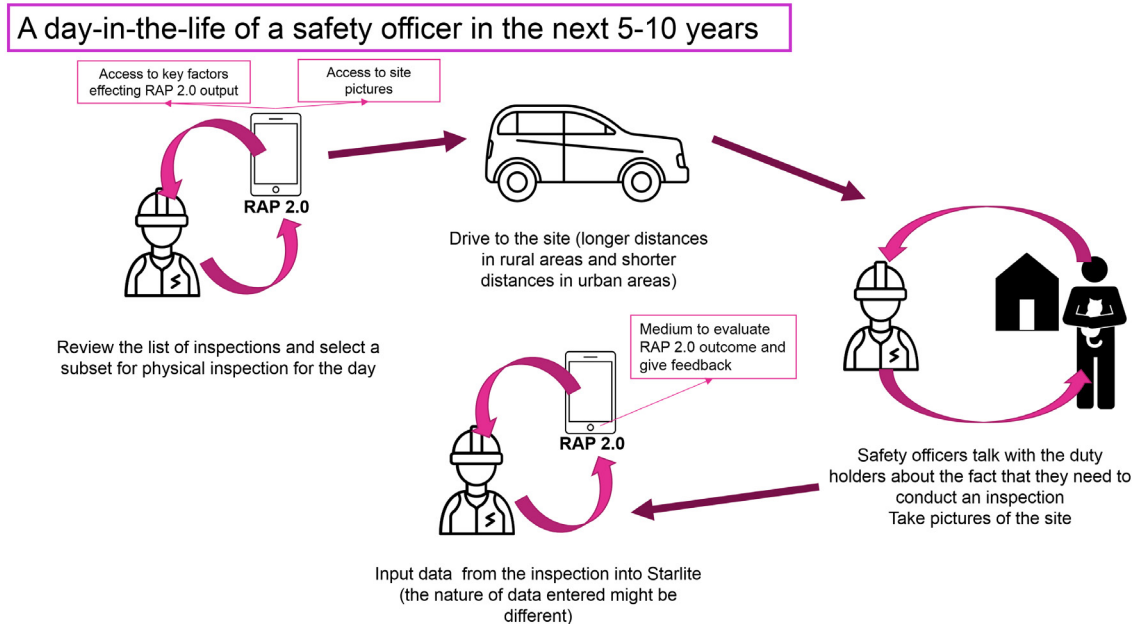 A day-in-the-life of a safety officer in the next 5-10 years
Access to key factors
effecting RAP 2.0 output
Access to site
pictures
RAP 2.0
Review the list of inspections and select a
subset for physical inspection for the day
Drive to the site (longer distances
in rural areas and shorter
distances in urban areas)
Safety officers talk with the duty
holders about the fact that they need to
conduct an inspection
Take pictures of the site
Medium to evaluate
RAP 2.0 outcome and
give feedback
RAP 2.0
Input data from the inspection into Starlite
(the nature of data entered might be
different)